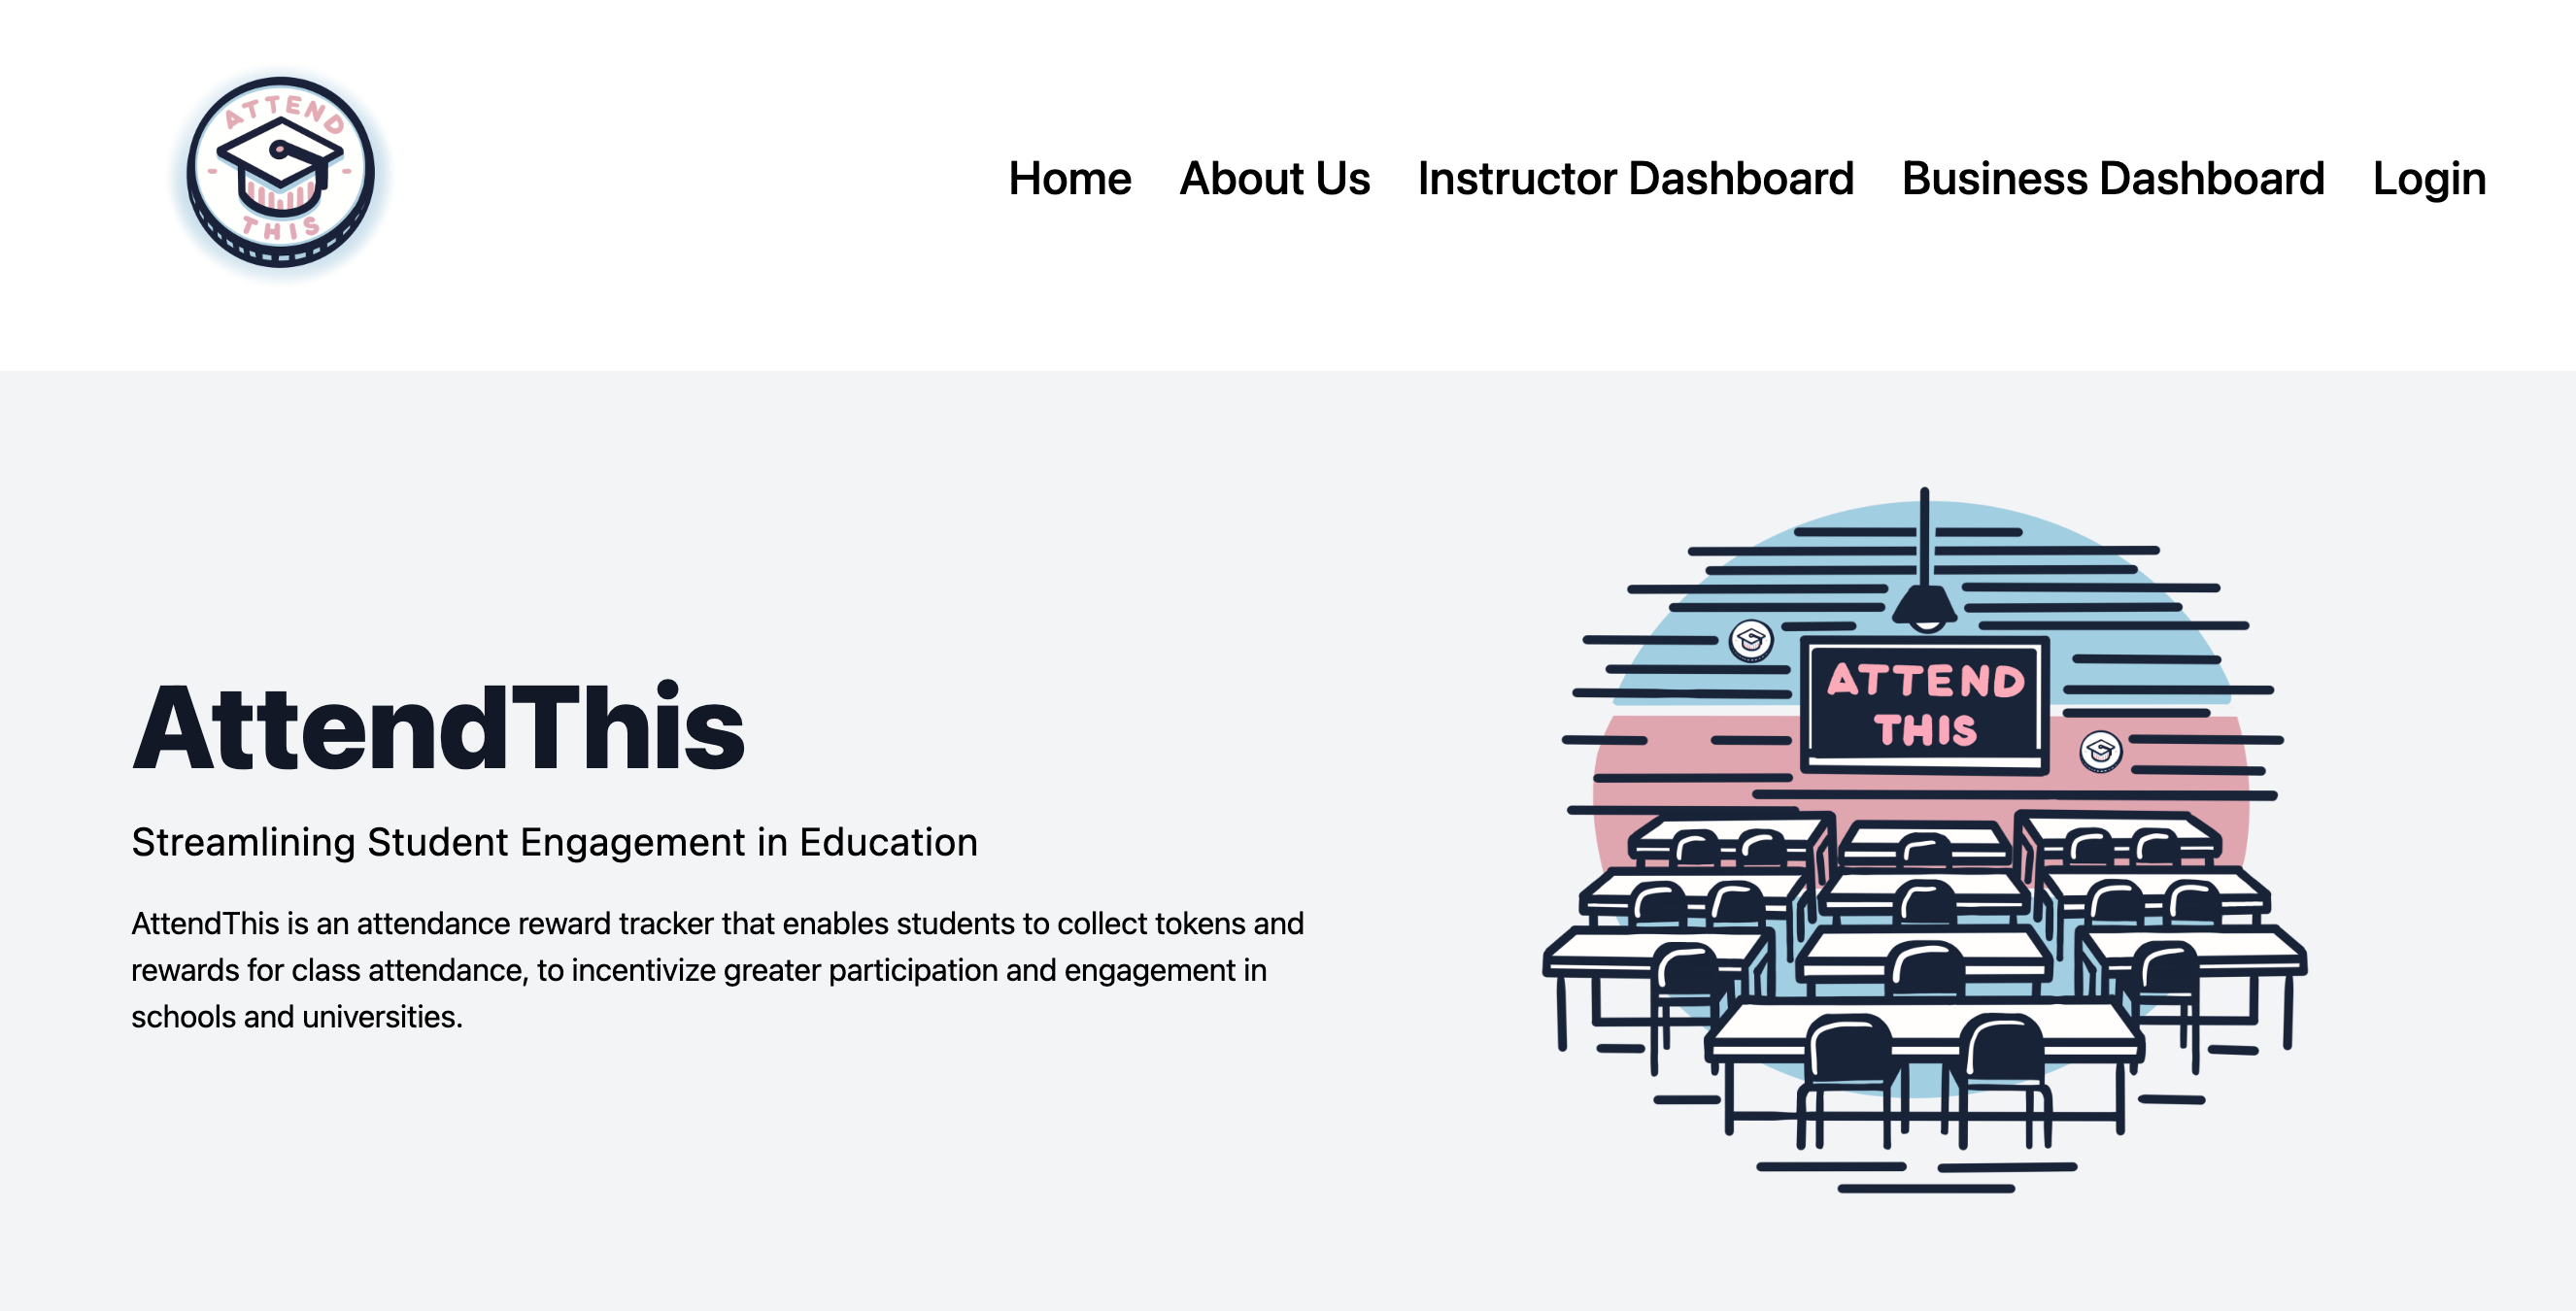 ATTEND
THIS
Home About Us Instructor Dashboard Business Dashboard Login
ATTEND
THIS
AttendThis
Streamlining Student Engagement in Education
AttendThis is an attendance reward tracker that enables students to collect tokens and
rewards for class attendance, to incentivize greater participation and engagement in
schools and universities.